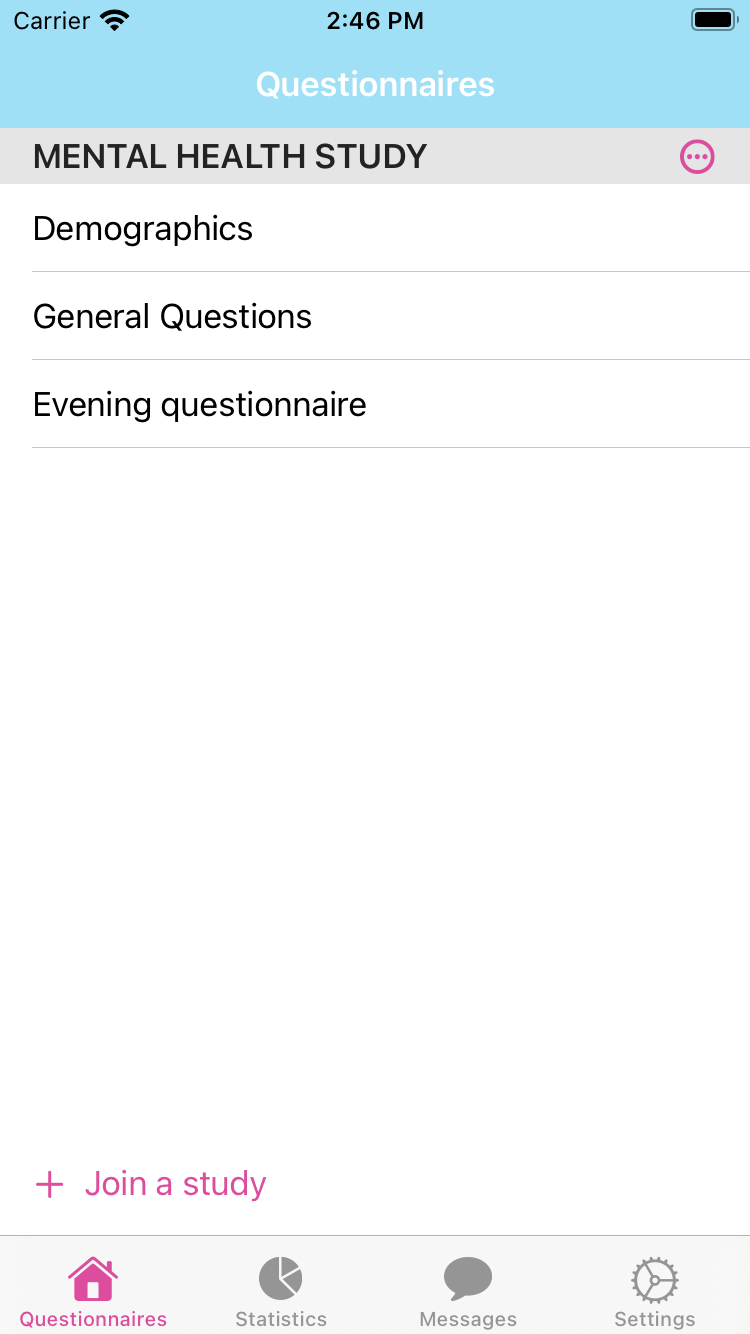 Carrier 2:46 PM
Questionnaires
MENTAL HEALTH STUDY
Demographics
General Questions
Evening questionnaire
+ Join a study
Questionnaires Statistics Messages Settings